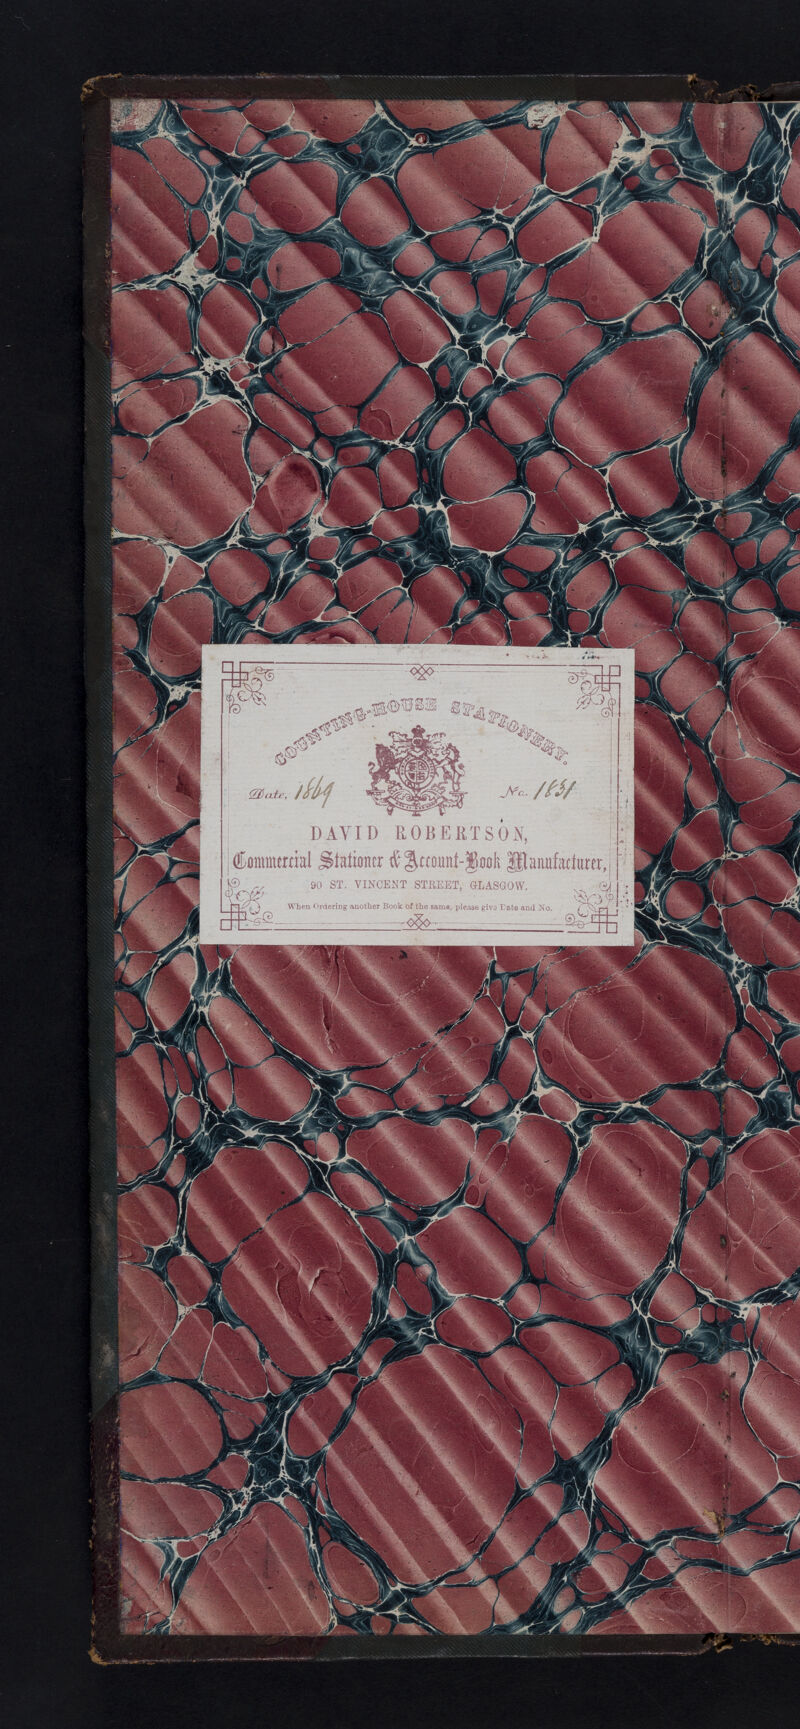 COUNTING-HOUSE STATIONERY.
Date, 1869 No. 1831
DAVID ROBERTSON,
Commercial Stationer & Account-Book Manufacturer,
90 ST. VINCENT STREET, GLASGOW.
When Ordering another Book of the same, please give Date and No.